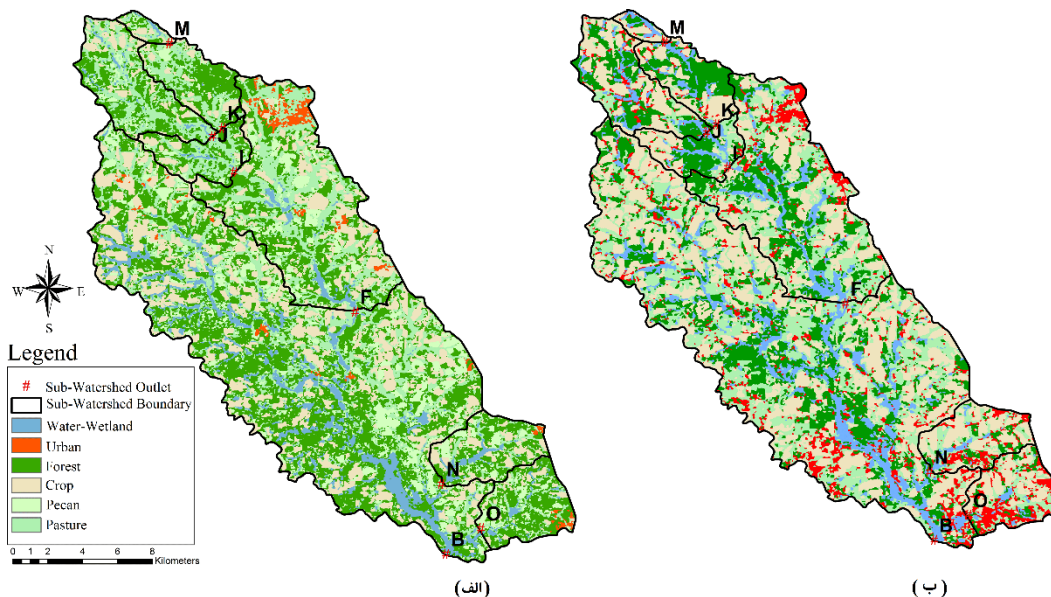 M
K
J
I
F
N
O
B
N
W E
S
Legend
# Sub-Watershed Outlet
Sub-Watershed Boundary
Water-Wetland
Urban
Forest
Crop
Pecan
Pasture
0 1 2 4 6 8
Kilometers
(الف)
M
K
J
I
F
N
O
B
(ب)